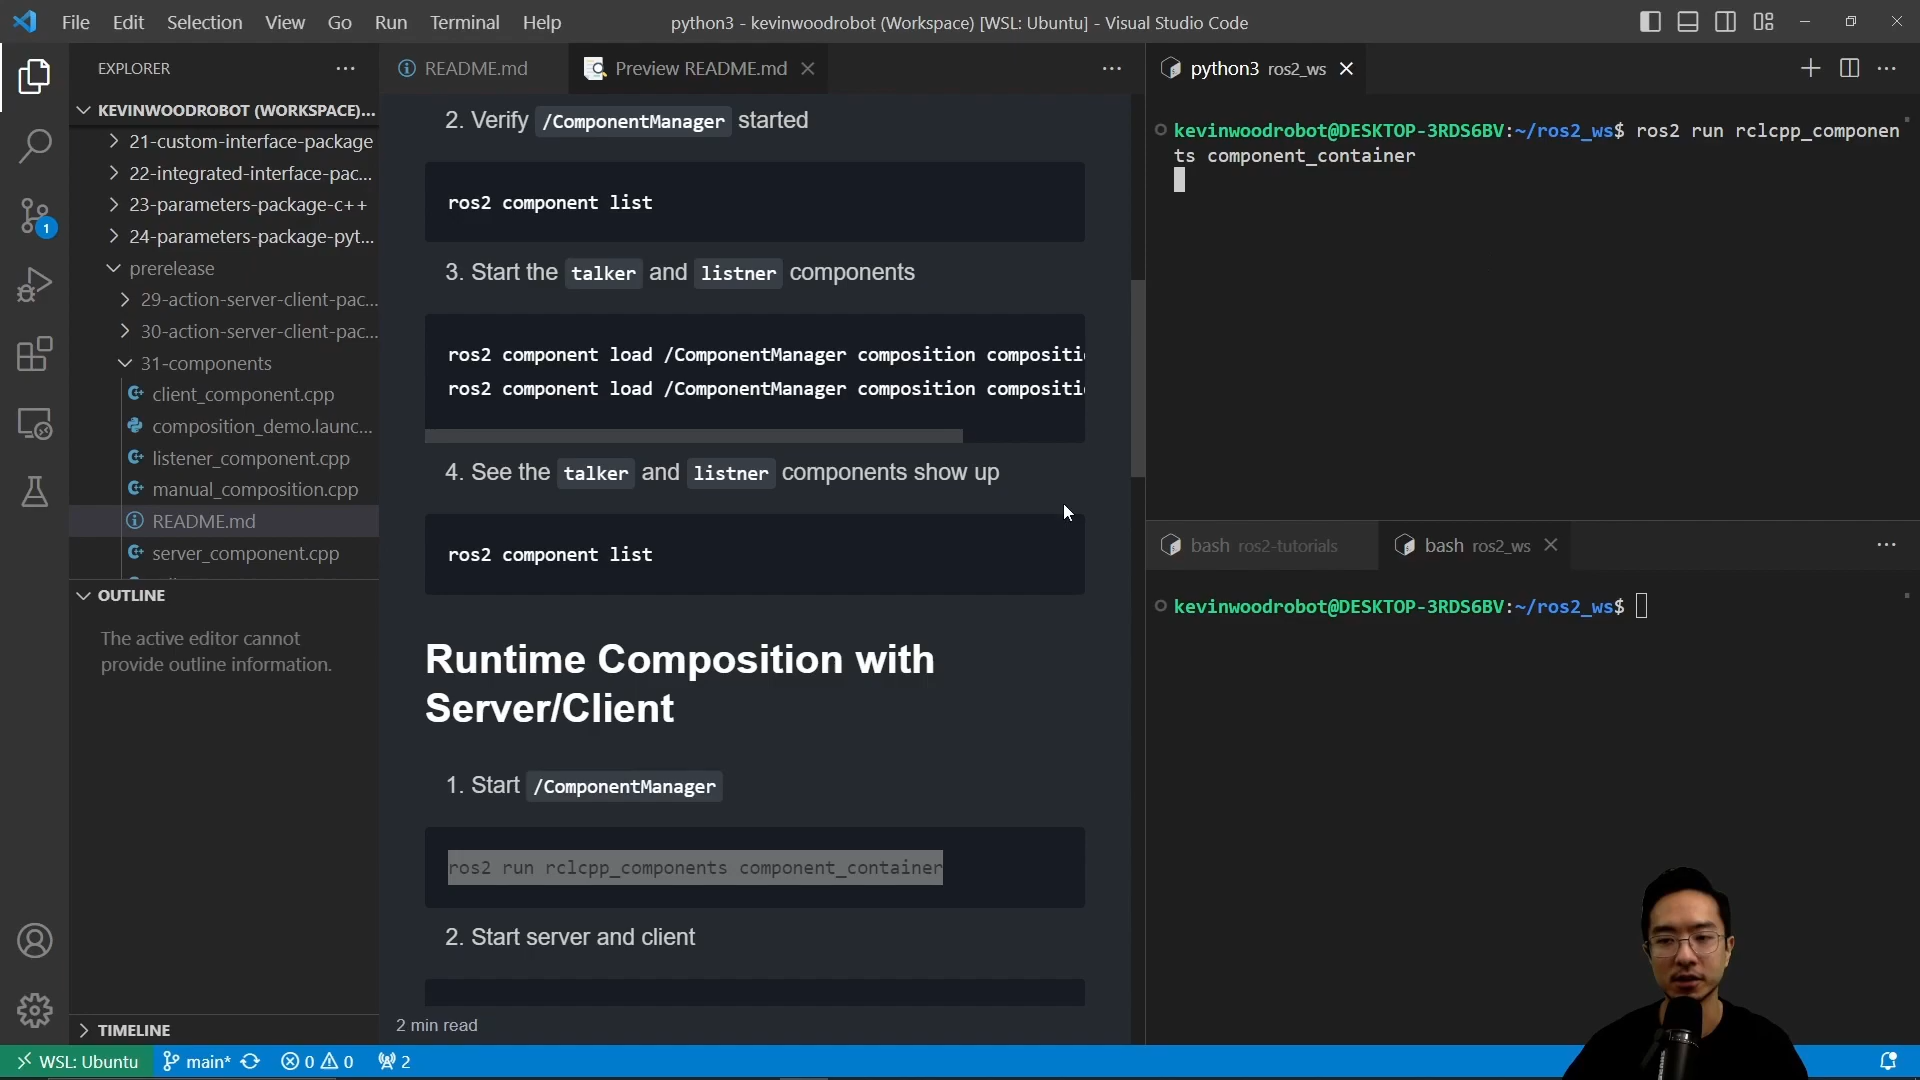 File Edit Selection View Go Run Terminal Help
python3 - kevinwoodrobot (Workspace) [WSL: Ubuntu] - Visual Studio Code
EXPLORER
KEVINWOODROBOT (WORKSPACE)...
21-custom-interface-package
22-integrated-interface-pac...
23-parameters-package-c++
24-parameters-package-pyt...
prerelease
29-action-server-client-pac...
30-action-server-client-pac...
31-components
client_component.cpp
composition_demo.launc...
listener_component.cpp
manual_composition.cpp
README.md
server_component.cpp
OUTLINE
The active editor cannot
provide outline information.
TIMELINE
README.md
Preview README.md
2. Verify /ComponentManager started
ros2 component list
3. Start the talker and listner components
ros2 component load /ComponentManager composition compositi
ros2 component load /ComponentManager composition compositi
4. See the talker and listner components show up
ros2 component list
Runtime Composition with
Server/Client
1. Start /ComponentManager
ros2 run rclcpp_components component_container
2. Start server and client
2 min read
python3 ros2_ws
kevinwoodrobot@DESKTOP-3RDS6BV:~/ros2_ws$ ros2 run rclcpp_componen
ts component_container
bash ros2-tutorials
bash ros2_ws
kevinwoodrobot@DESKTOP-3RDS6BV:~/ros2_ws$
1
WSL: Ubuntu main* 0 0 2